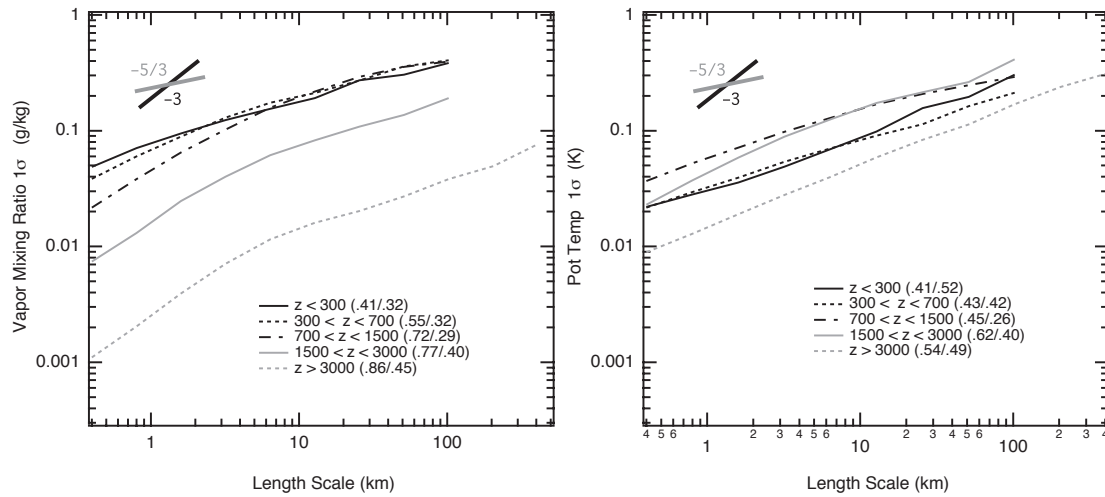 1
0.1
0.01
0.001
Vapor Mixing Ratio 1σ (g/kg)
−5/3
−3
z < 300 (.41/.32)
300 < z < 700 (.55/.32)
700 < z < 1500 (.72/.29)
1500 < z < 3000 (.77/.40)
z > 3000 (.86/.45)
1
10
100
Length Scale (km)
1
0.1
0.01
0.001
Pot Temp 1σ (K)
−5/3
−3
z < 300 (.41/.52)
300 < z < 700 (.43/.42)
700 < z < 1500 (.45/.26)
1500 < z < 3000 (.62/.40)
z > 3000 (.54/.49)
4 5 6 2 3 4 5 6 2 3 4 5 6 2 3 4
1 10 100
Length Scale (km)